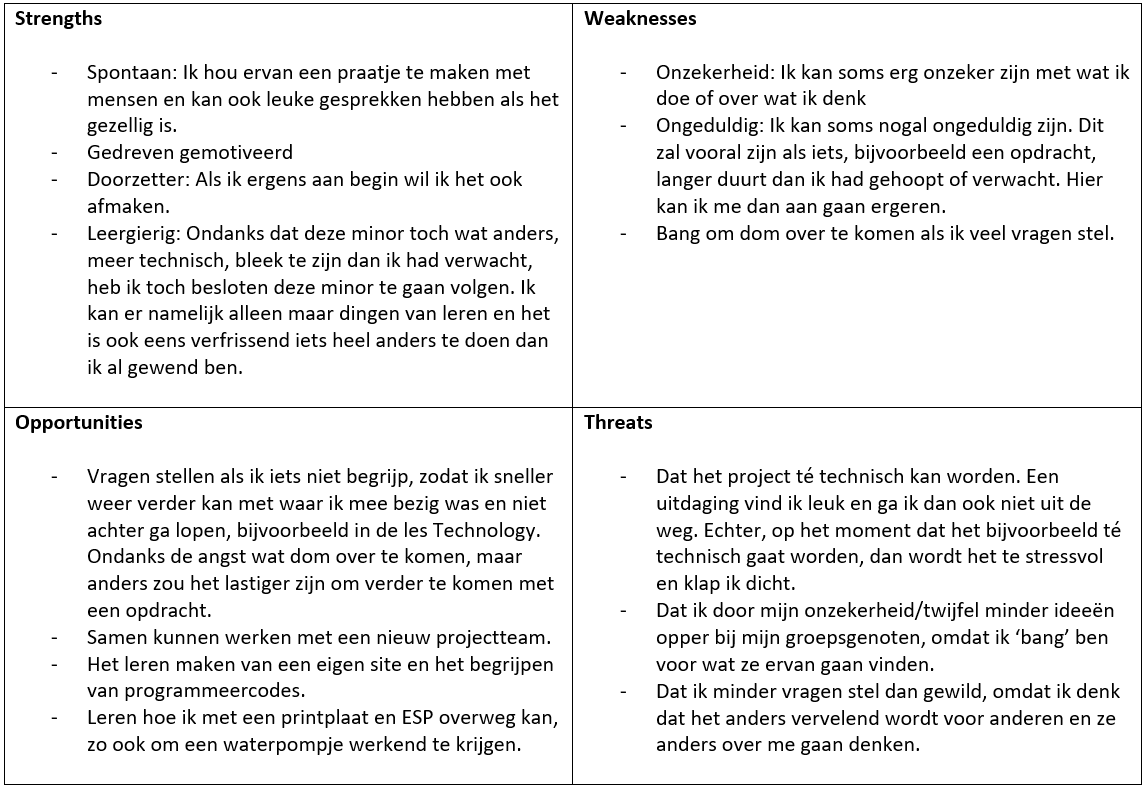 Strengths
- Spontaan: Ik hou ervan een praatje te maken met
mensen en kan ook leuke gesprekken hebben als het
gezellig is.
- Gedreven gemotiveerd
- Doorzetter: Als ik ergens aan begin wil ik het ook
afmaken.
- Leergierig: Ondanks dat deze minor toch wat anders,
meer technisch, bleek te zijn dan ik had verwacht,
heb ik toch besloten deze minor te gaan volgen. Ik
kan er namelijk alleen maar dingen van leren en het
is ook eens verfrissend iets heel anders te doen dan
ik al gewend ben.
Weaknesses
- Onzekerheid: Ik kan soms erg onzeker zijn met wat ik
doe of over wat ik denk
- Ongeduldig: Ik kan soms nogal ongeduldig zijn. Dit
zal vooral zijn als iets, bijvoorbeeld een opdracht,
langer duurt dan ik had gehoopt of verwacht. Hier
kan ik me dan aan gaan ergeren.
- Bang om dom over te komen als ik veel vragen stel.
Opportunities
- Vragen stellen als ik iets niet begrijp, zodat ik sneller
weer verder kan met waar ik mee bezig was en niet
achter ga lopen, bijvoorbeeld in de les Technology.
Ondanks de angst wat dom over te komen, maar
anders zou het lastiger zijn om verder te komen met
een opdracht.
- Samen kunnen werken met een nieuw projectteam.
- Het leren maken van een eigen site en het begrijpen
van programmeercodes.
- Leren hoe ik met een printplaat en ESP overweg kan,
zo ook om een waterpompje werkend te krijgen.
Threats
- Dat het project té technisch kan worden. Een
uitdaging vind ik leuk en ga ik dan ook niet uit de
weg. Echter, op het moment dat het bijvoorbeeld té
technisch gaat worden, dan wordt het te stressvol
en klap ik dicht.
- Dat ik door mijn onzekerheid/twijfel minder ideeën
opper bij mijn groepsgenoten, omdat ik ‘bang’ ben
voor wat ze ervan gaan vinden.
- Dat ik minder vragen stel dan gewild, omdat ik denk
dat het anders vervelend wordt voor anderen en ze
anders over me gaan denken.